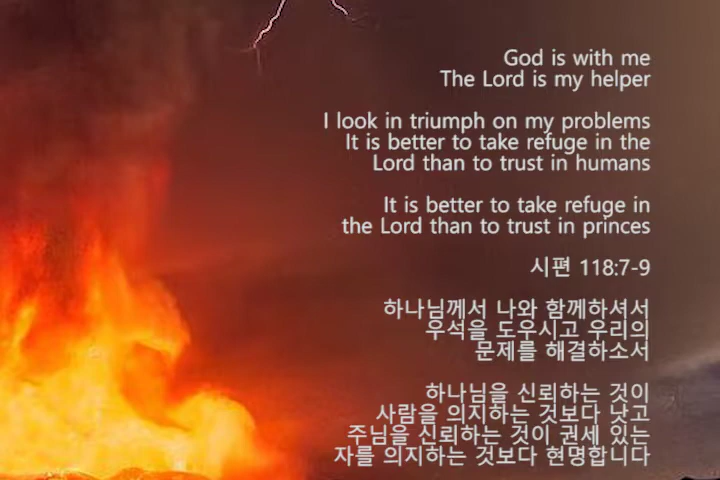 God is with me
The Lord is my helper
I look in triumph on my problems
It is better to take refuge in the
Lord than to trust in humans
It is better to take refuge in
the Lord than to trust in princes
시편 118:7-9
하나님께서 나와 함께하셔서
우석을 도우시고 우리의
문제를 해결하소서
하나님을 신뢰하는 것이
사람을 의지하는 것보다 낫고
주님을 신뢰하는 것이 권세 있는
자를 의지하는 것보다 현명합니다